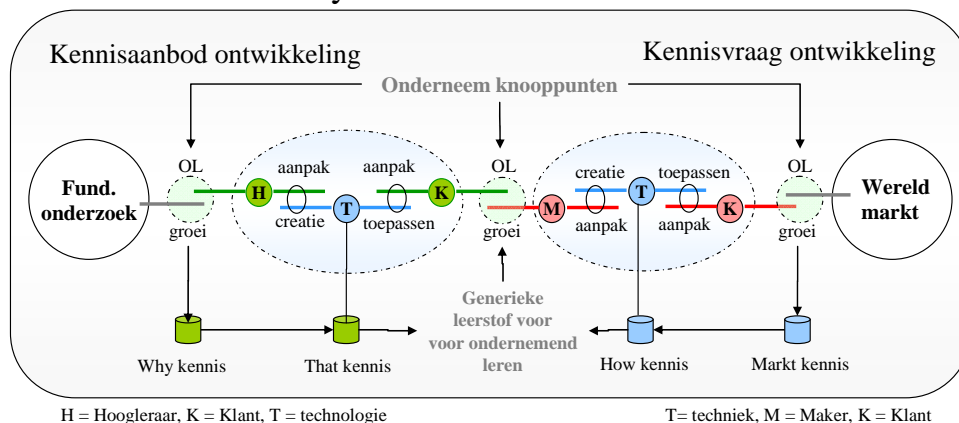 Kennisaanbod ontwikkeling
Kennisvraag ontwikkeling
Onderneem knooppunten
OL
aanpak
aanpak
OL
creatie
toepassen
OL
Fund.
onderzoek
H
T
K
M
T
K
Wereld
markt
groei
creatie
toepassen
groei
aanpak
aanpak
groei
Generieke
leerstof voor
voor ondernemend
leren
Why kennis
That kennis
How kennis
Markt kennis
H = Hoogleraar, K = Klant, T = technologie
T= techniek, M = Maker, K = Klant